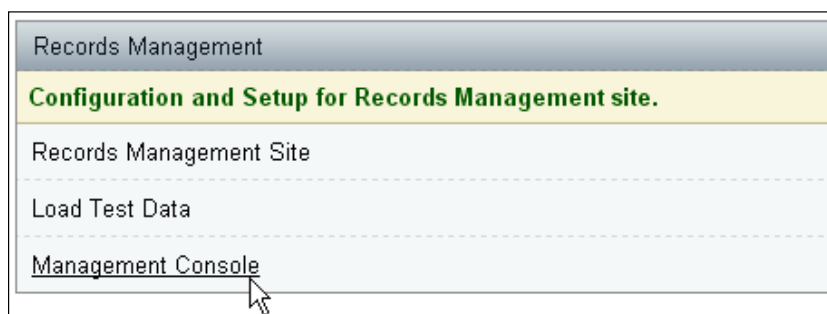 Records Management
Configuration and Setup for Records Management site.
Records Management Site
Load Test Data
Management Console